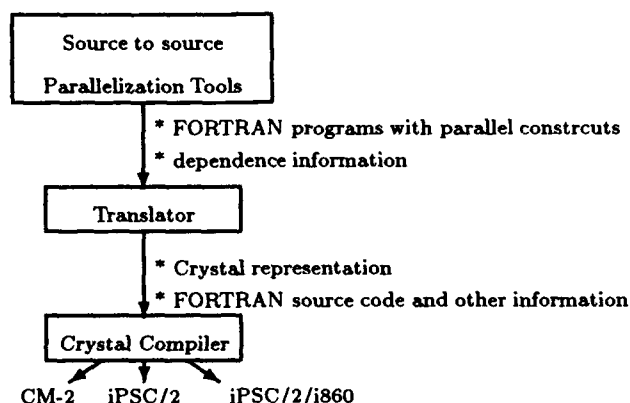 Source to source
Parallelization Tools
* FORTRAN programs with parallel constrcuts
* dependence information
Translator
* Crystal representation
* FORTRAN source code and other information
Crystal Compiler
CM-2 iPSC/2 iPSC/2/i860